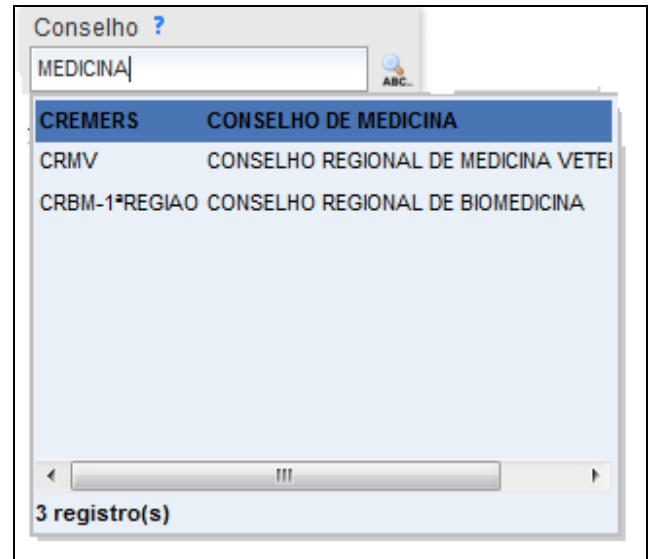 Conselho ?
MEDICINA
ABC..
CREMERS CONSELHO DE MEDICINA
CRMV CONSELHO REGIONAL DE MEDICINA VETEI
CRBM-1ªREGIAO CONSELHO REGIONAL DE BIOMEDICINA
3 registro(s)